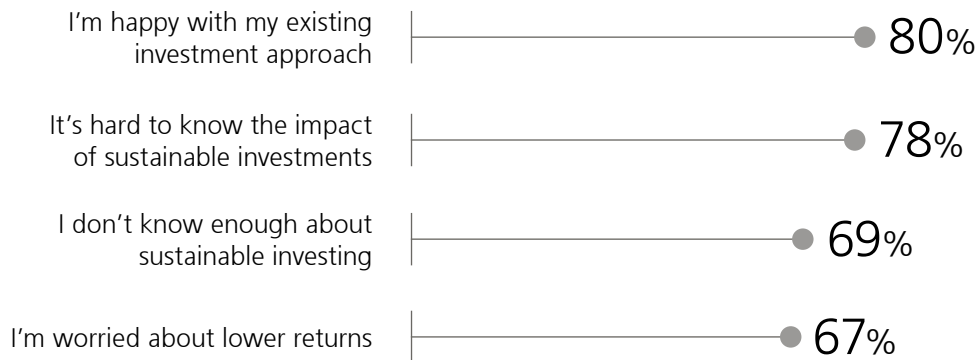 I'm happy with my existing
investment approach
80%
It's hard to know the impact
of sustainable investments
78%
I don't know enough about
sustainable investing
69%
I'm worried about lower returns
67%